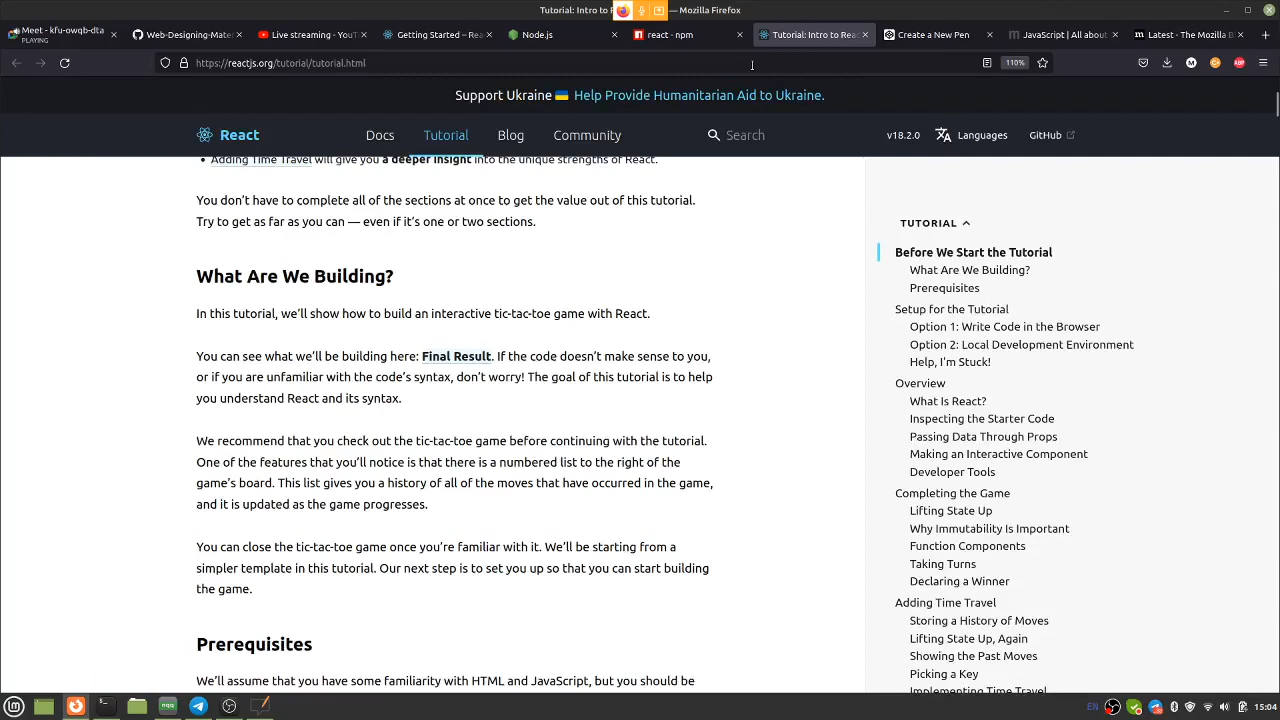 Tutorial: Intro to R
— Mozilla Firefox
Meet - kfu-owqb-dta
PLAYING
Web-Designing-Mater
Live streaming - YouT
Getting Started – Rea
Node.js
react - npm
Tutorial: Intro to Reac
Create a New Pen
JavaScript | All abou
Latest - The Mozilla B
https://reactjs.org/tutorial/tutorial.html
110%
Support Ukraine 🇺🇦 Help Provide Humanitarian Aid to Ukraine.
React
Docs
Tutorial
Blog
Community
Search
v18.2.0
Languages
GitHub
• Adding Time Travel will give you a deeper insight into the unique strengths of React.
You don’t have to complete all of the sections at once to get the value out of this tutorial.
Try to get as far as you can — even if it’s one or two sections.
What Are We Building?
In this tutorial, we’ll show how to build an interactive tic-tac-toe game with React.
You can see what we’ll be building here: Final Result. If the code doesn’t make sense to you,
or if you are unfamiliar with the code’s syntax, don’t worry! The goal of this tutorial is to help
you understand React and its syntax.
We recommend that you check out the tic-tac-toe game before continuing with the tutorial.
One of the features that you’ll notice is that there is a numbered list to the right of the
game’s board. This list gives you a history of all of the moves that have occurred in the game,
and it is updated as the game progresses.
You can close the tic-tac-toe game once you’re familiar with it. We’ll be starting from a
simpler template in this tutorial. Our next step is to set you up so that you can start building
the game.
Prerequisites
We’ll assume that you have some familiarity with HTML and JavaScript, but you should be
TUTORIAL
Before We Start the Tutorial
What Are We Building?
Prerequisites
Setup for the Tutorial
Option 1: Write Code in the Browser
Option 2: Local Development Environment
Help, I'm Stuck!
Overview
What Is React?
Inspecting the Starter Code
Passing Data Through Props
Making an Interactive Component
Developer Tools
Completing the Game
Lifting State Up
Why Immutability Is Important
Function Components
Taking Turns
Declaring a Winner
Adding Time Travel
Storing a History of Moves
Lifting State Up, Again
Showing the Past Moves
Picking a Key
Implementing Time Travel
EN
15:04